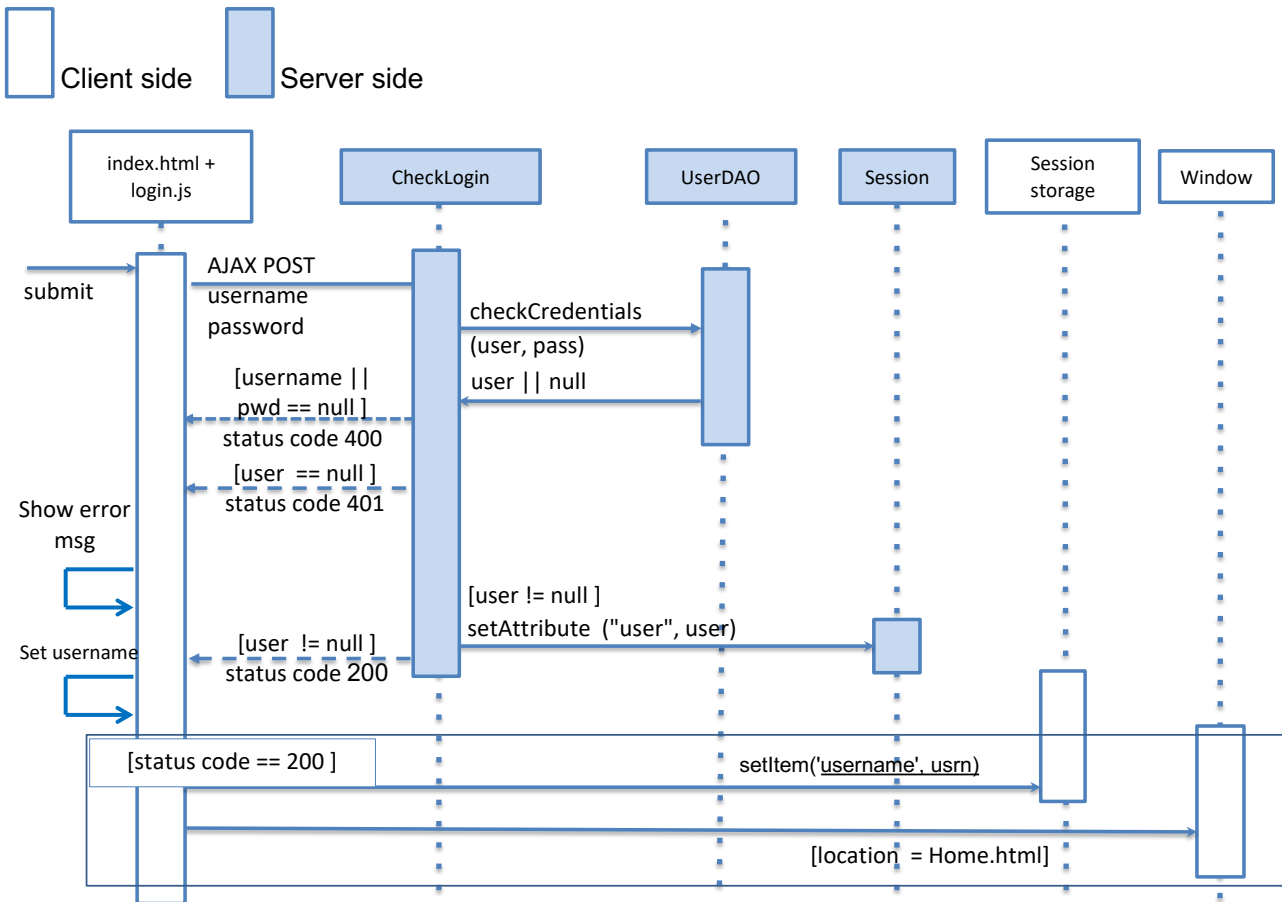 Client side
Server side
index.html +
login.js
CheckLogin
UserDAO
Session
Session
storage
Window
submit
AJAX POST
username
password
checkCredentials
(user, pass)
user || null
[username ||
pwd == null ]
status code 400
[user  == null ]
status code 401
Show error
msg
[user != null ]
setAttribute  ("user", user)
[user  != null ]
status code 200
Set username
[status code == 200 ]
setItem('username', usrn)
[location  = Home.html]